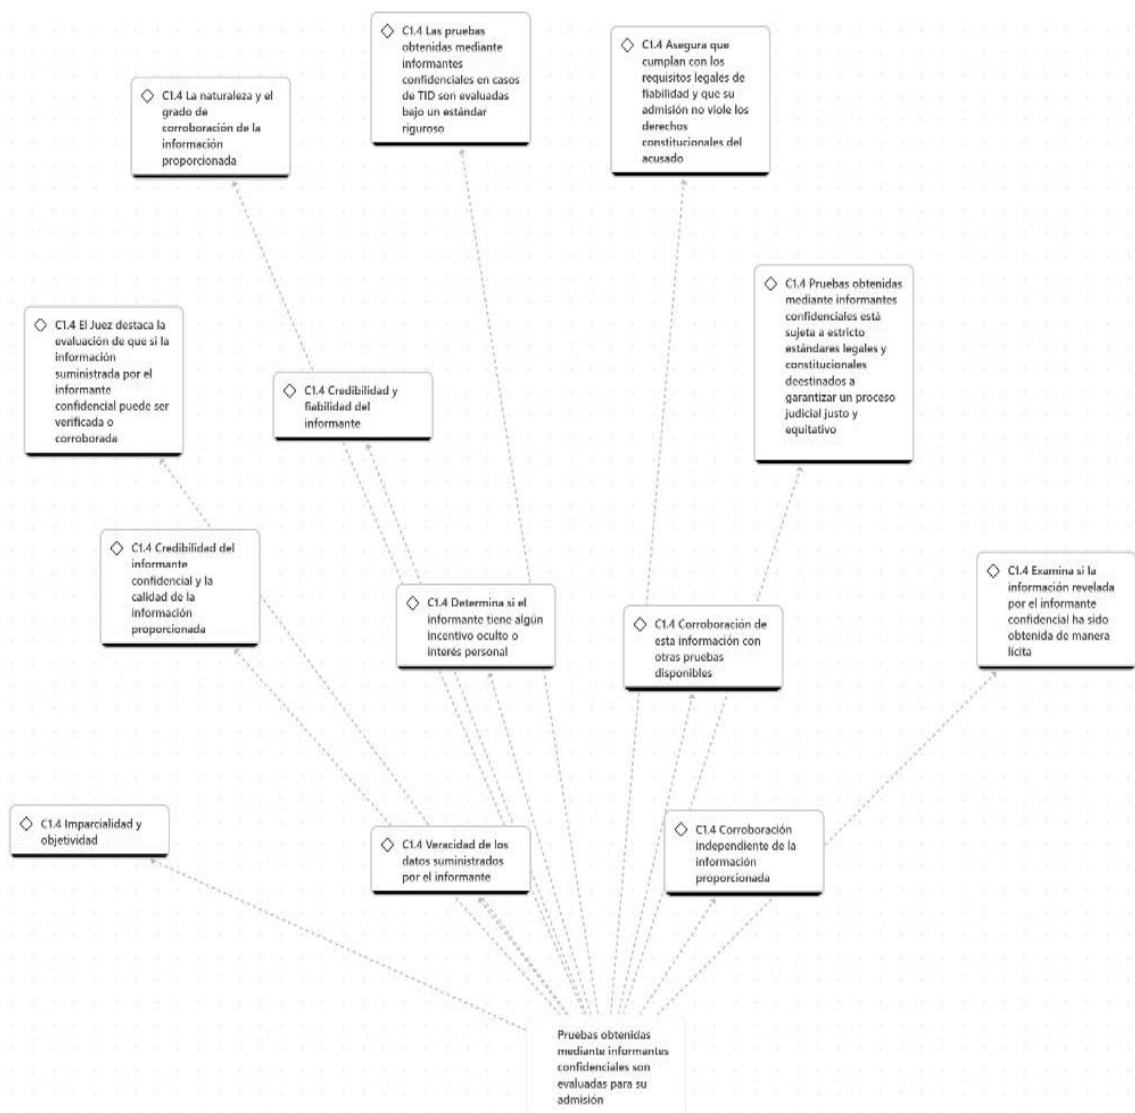 C1.4 Las pruebas
obtenidas mediante
informantes
confidenciales en casos
de TID son evaluadas
bajo un estándar
riguroso
C1.4 Asegura que
cumplan con los
requisitos legales de
fiabilidad y que su
admisión no viole los
derechos
constitucionales del
acusado
C1.4 La naturaleza y el
grado de
corroboración de la
información
proporcionada
C1.4 Pruebas obtenidas
mediante informantes
confidenciales está
sujeta a estricto
estándares legales y
constitucionales
deestinados a
garantizar un proceso
judicial justo y
equitativo
C1.4 El Juez destaca la
evaluación de que si la
información
suministrada por el
informante
confidencial puede ser
verificada o
corroborada
C1.4 Credibilidad y
fiabilidad del
informante
C1.4 Credibilidad del
informante
confidencial y la
calidad de la
información
proporcionada
C1.4 Determina si el
informante tiene algún
incentivo oculto o
interés personal
C1.4 Corroboración de
esta información con
otras pruebas
disponibles
C1.4 Examina si la
información revelada
por el informante
confidencial ha sido
obtenida de manera
lícita
C1.4 Imparcialidad y
objetividad
C1.4 Veracidad de los
datos suministrados
por el informante
C1.4 Corroboración
independiente de la
información
proporcionada
Pruebas obtenidas
mediante informantes
confidenciales son
evaluadas para su
admisión